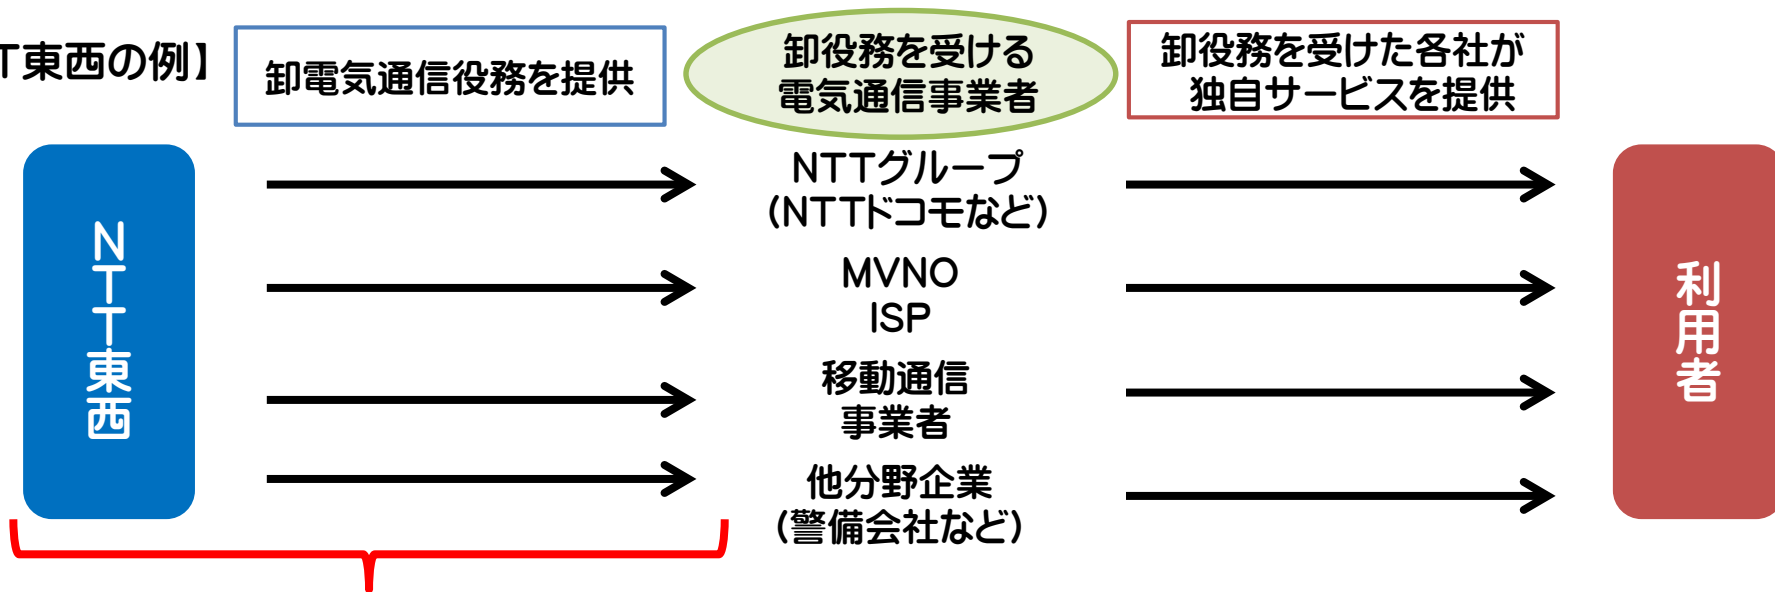 T東西の例】
卸電気通信役務を提供
卸役務を受ける
電気通信事業者
卸役務を受けた各社が
独自サービスを提供
NTT東西
NTTグループ
(NTTドコモなど)
MVNO
ISP
移動通信
事業者
他分野企業
(警備会社など)
利用者